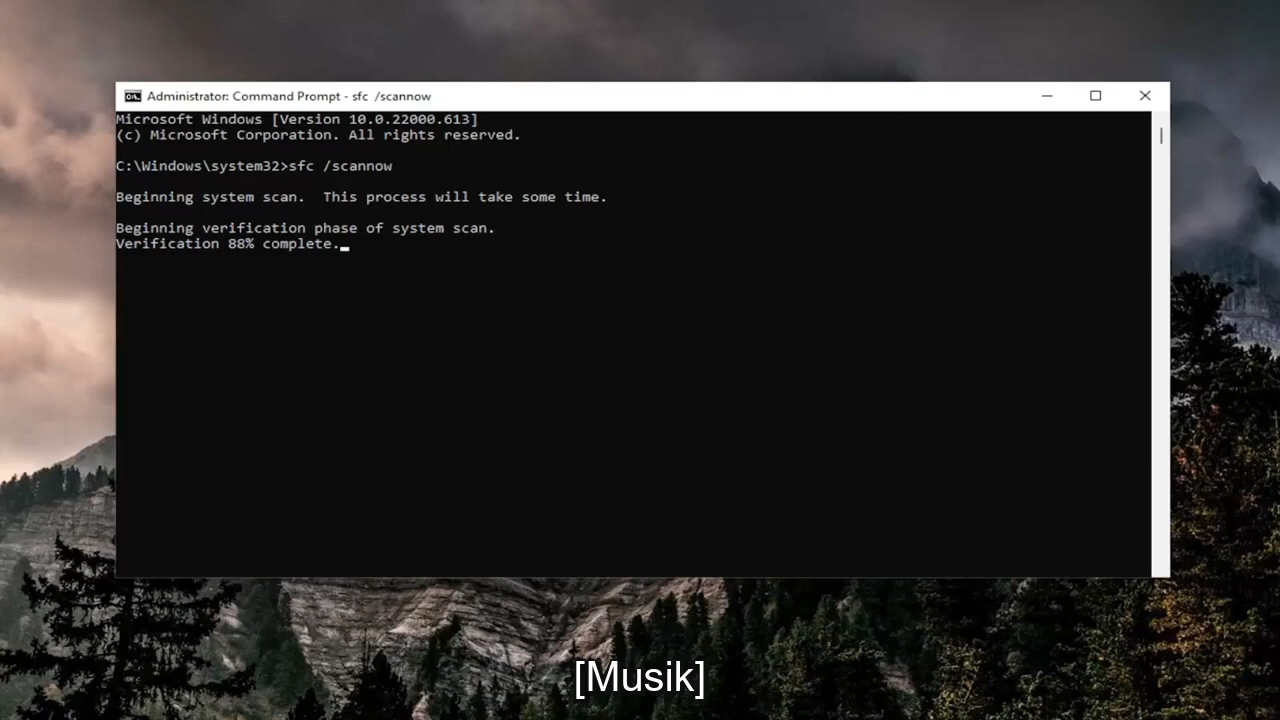 Administrator: Command Prompt - sfc  /scannow
Microsoft Windows [Version 10.0.22000.613]
(c) Microsoft Corporation. All rights reserved.
C:\Windows\system32>sfc /scannow
Beginning system scan.  This process will take some time.
Beginning verification phase of system scan.
Verification 88% complete.
[Musik]